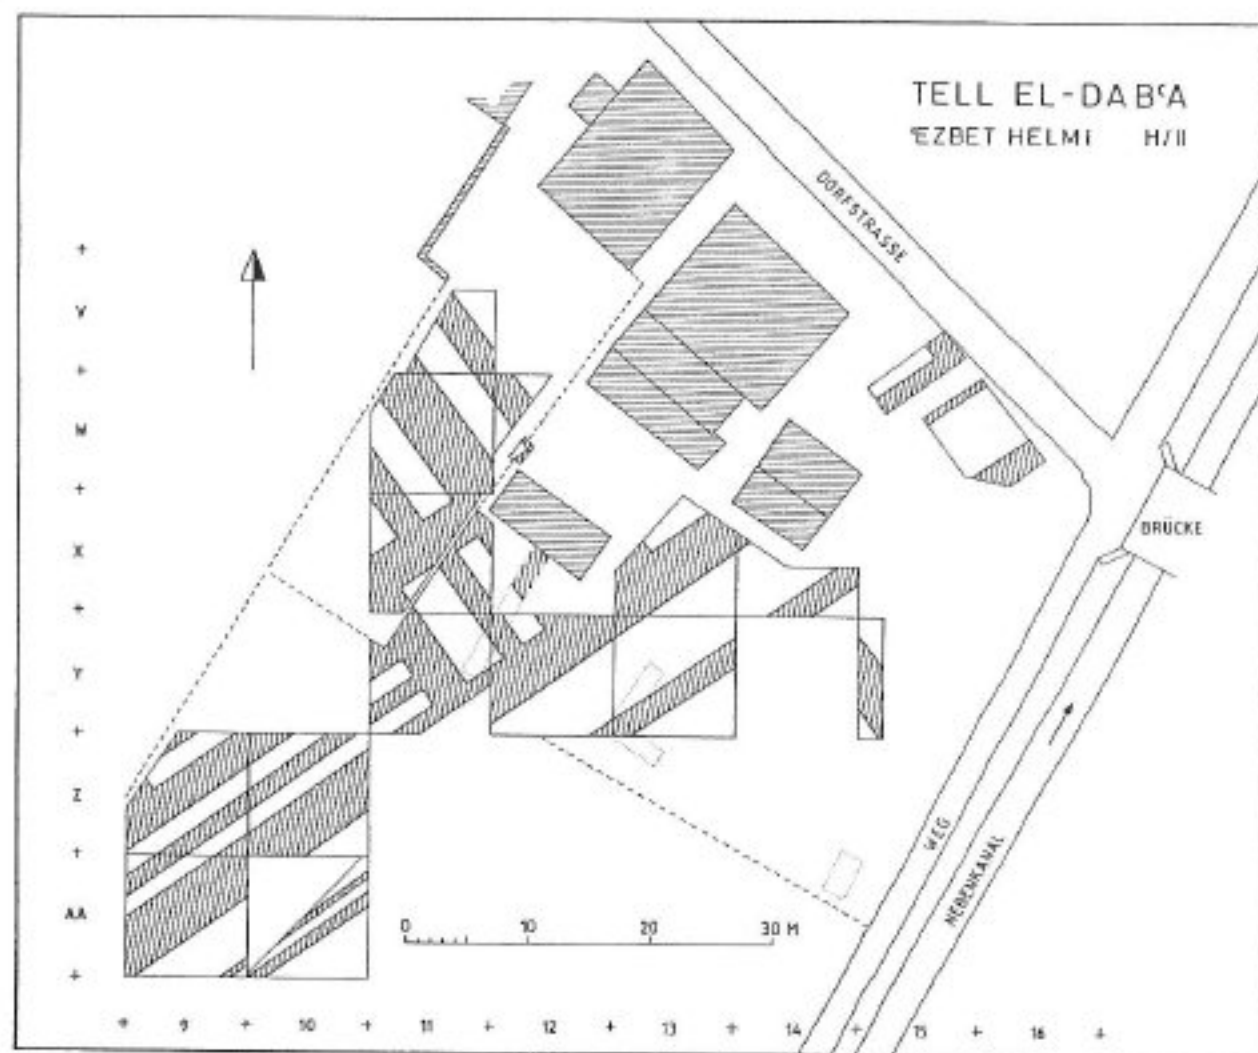 TELL EL-DABʿA
ʿEZBET HELMI H/II
DORFSTRASSE
BRÜCKE
WEG
NEBENKANAL
V
W
X
Y
Z
AA
0 10 20 30 M
9 10 11 12 13 14 15 16